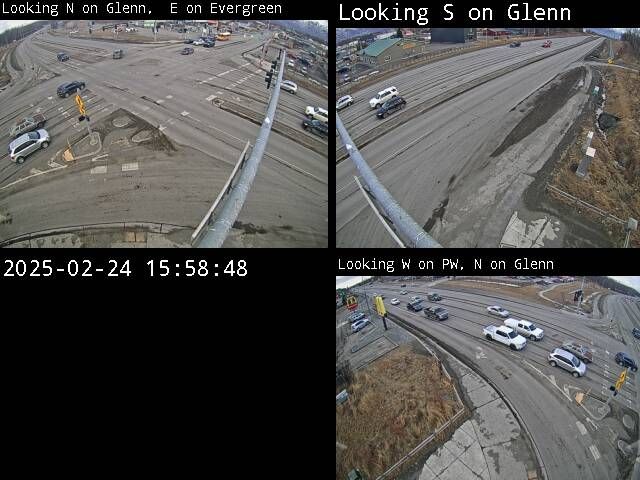 Looking N on Glenn,  E on Evergreen
Looking S on Glenn
2025-02-24 15:58:48
Looking W on PW, N on Glenn